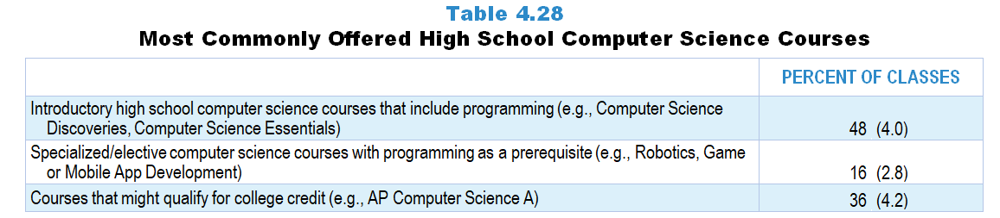 Table 4.28
Most Commonly Offered High School Computer Science Courses
PERCENT OF CLASSES
Introductory high school computer science courses that include programming (e.g., Computer Science
Discoveries, Computer Science Essentials) 48 (4.0)
Specialized/elective computer science courses with programming as a prerequisite (e.g., Robotics, Game
or Mobile App Development) 16 (2.8)
Courses that might qualify for college credit (e.g., AP Computer Science A) 36 (4.2)